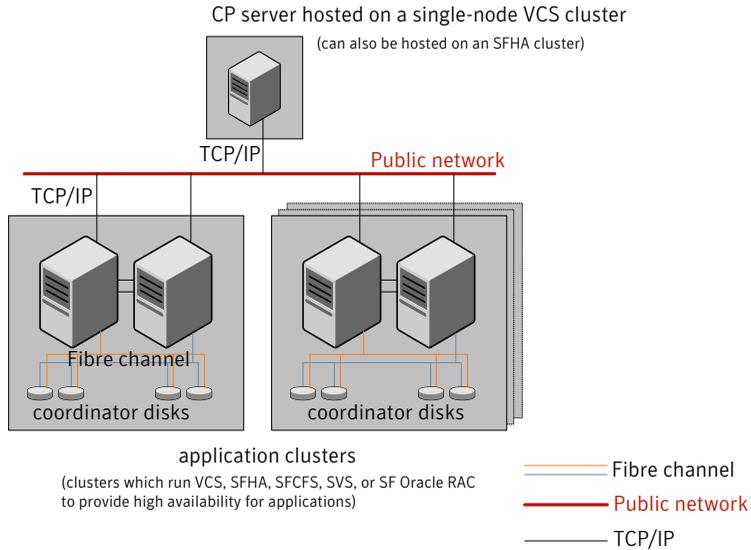 CP server hosted on a single-node VCS cluster
(can also be hosted on an SFHA cluster)
TCP/IP
Public network
TCP/IP
Fibre channel
coordinator disks
coordinator disks
application clusters
(clusters which run VCS, SFHA, SFCFS, SVS, or SF Oracle RAC
to provide high availability for applications)
Fibre channel
Public network
TCP/IP